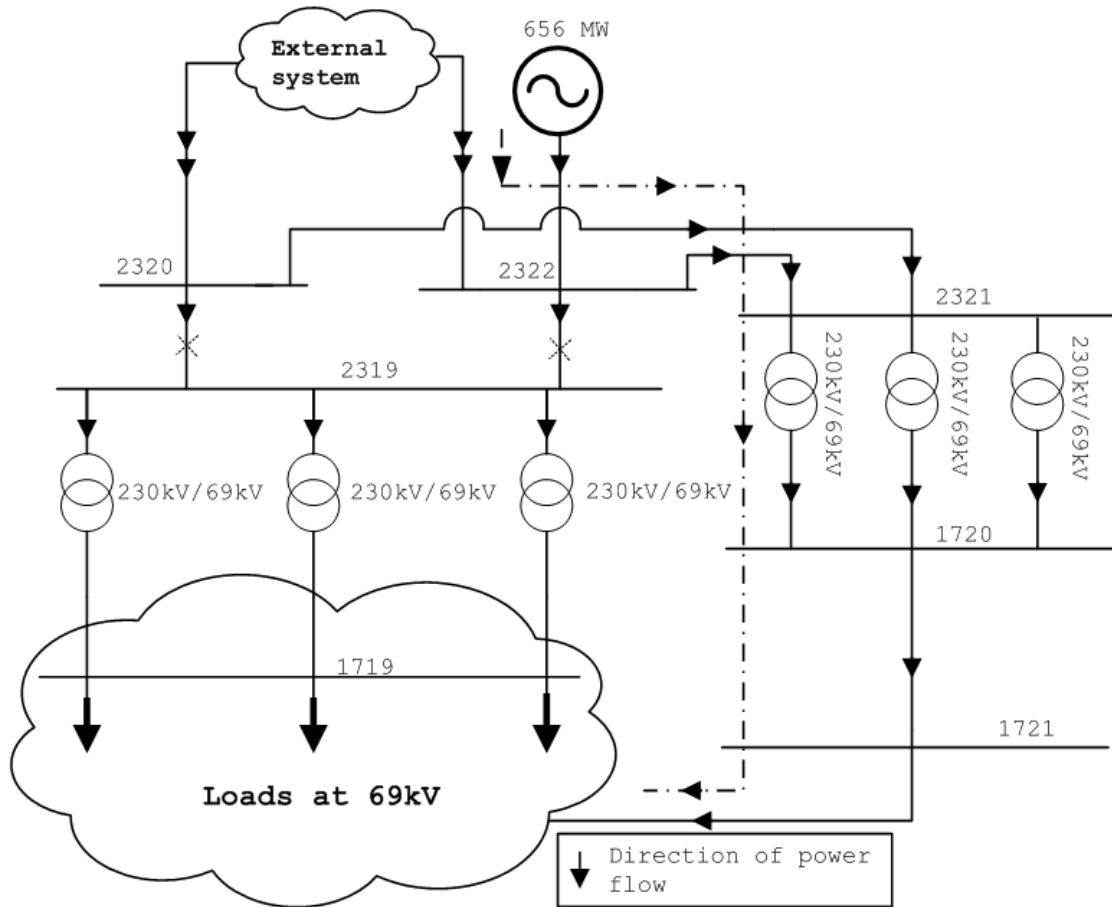 656 MW
External
system
2320
2322
2321
230kV/69kV
230kV/69kV
230kV/69kV
2319
230kV/69kV
230kV/69kV
230kV/69kV
1720
1719
1721
Loads at 69kV
Direction of power
flow